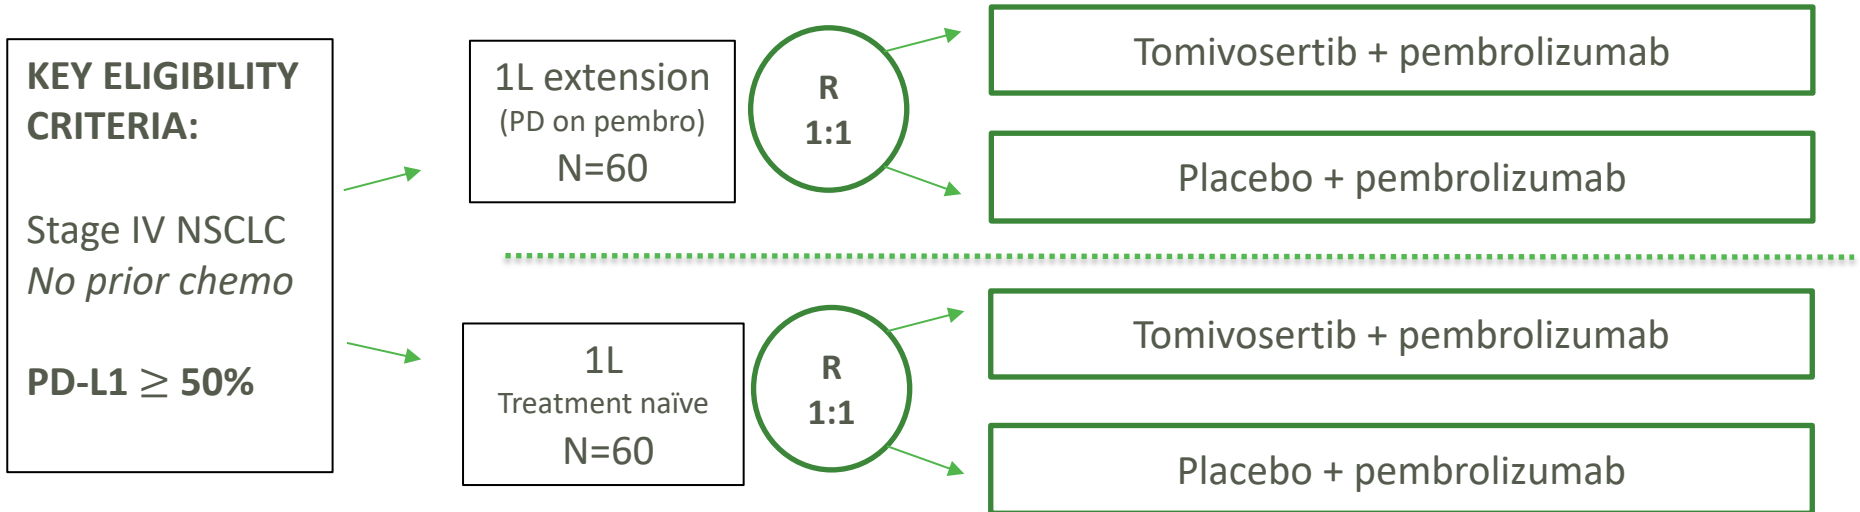 KEY ELIGIBILITY
CRITERIA:
Stage IV NSCLC
No prior chemo
PD-L1 ≥ 50%
1L extension
(PD on pembro)
N=60
R
1:1
Tomivosertib + pembrolizumab
Placebo + pembrolizumab
1L
Treatment naïve
N=60
R
1:1
Tomivosertib + pembrolizumab
Placebo + pembrolizumab